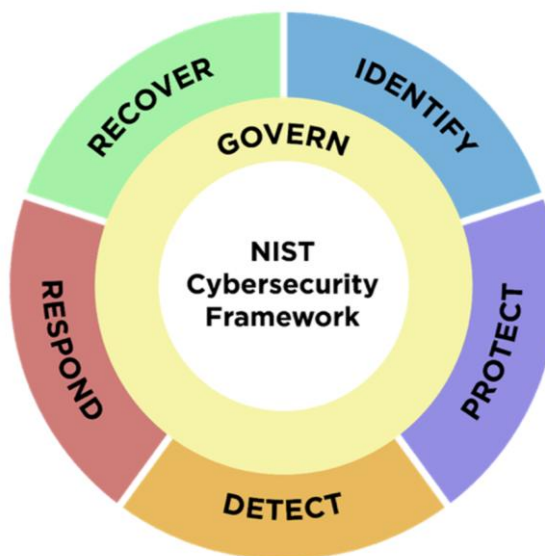 RECOVER
IDENTIFY
GOVERN
NIST
Cybersecurity
Framework
RESPOND
PROTECT
DETECT